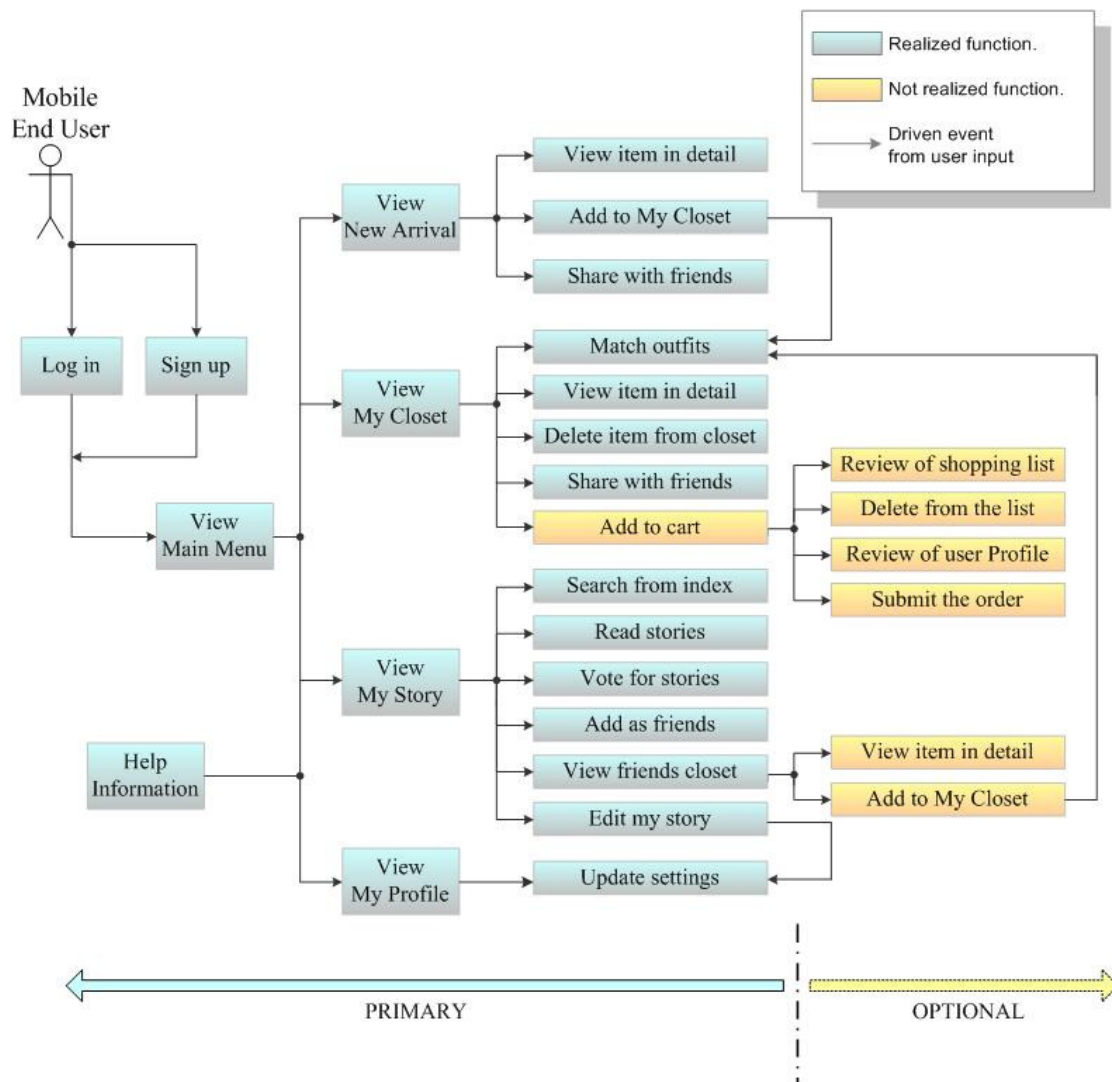 Realized function.
Not realized function.
Driven event
from user input
Mobile
End User
Log in
Sign up
View
Main Menu
Help
Information
View
New Arrival
View item in detail
Add to My Closet
Share with friends
View
My Closet
Match outfits
View item in detail
Delete item from closet
Share with friends
Add to cart
Review of shopping list
Delete from the list
Review of user Profile
Submit the order
View
My Story
Search from index
Read stories
Vote for stories
Add as friends
View friends closet
Edit my story
View item in detail
Add to My Closet
View
My Profile
Update settings
PRIMARY
OPTIONAL